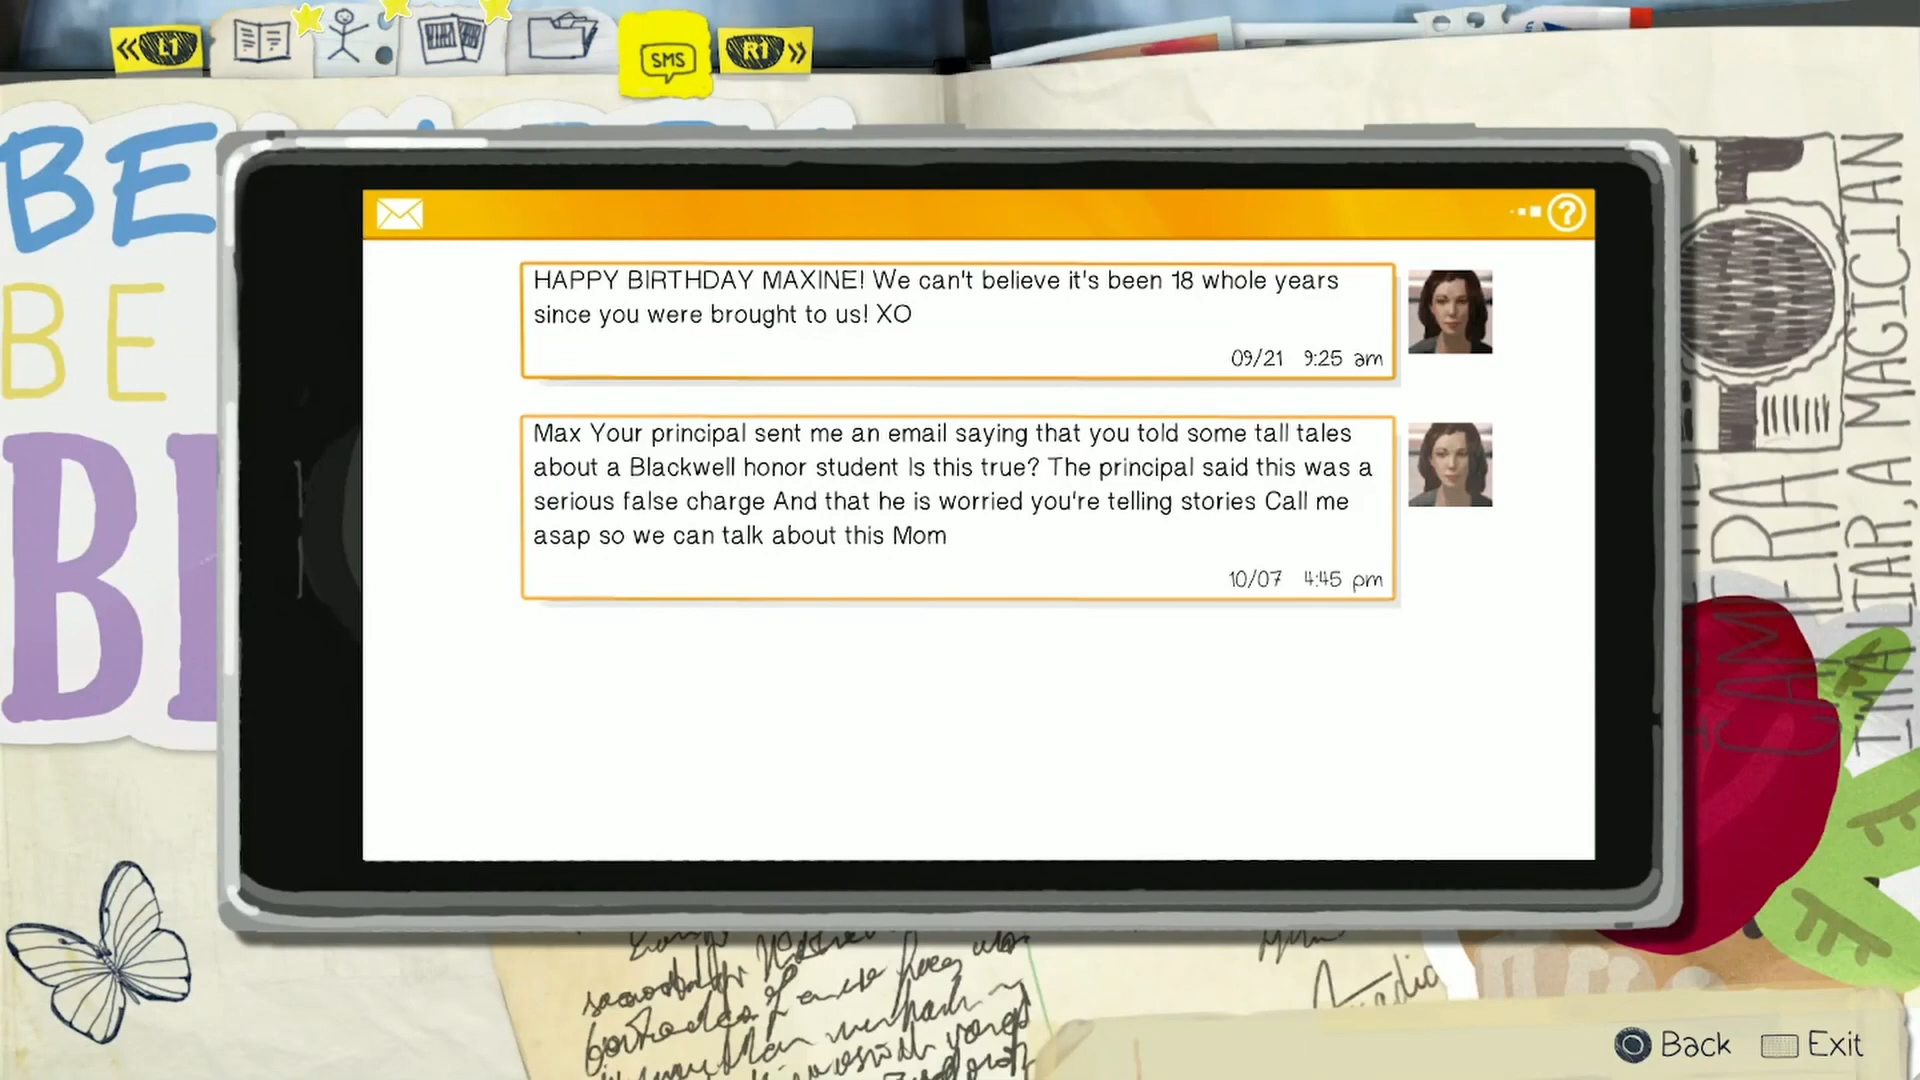 L1
SMS
R1
BE
BE
HAPPY BIRTHDAY MAXINE! We can't believe it's been 18 whole years
since you were brought to us! XO
09/21 9:25 am
Max Your principal sent me an email saying that you told some tall tales
about a Blackwell honor student Is this true? The principal said this was a
serious false charge And that he is worried you're telling stories Call me
asap so we can talk about this Mom
10/07 4:45 pm
CAMERA
I'M A LIAR, A MAGICIAN
Back
Exit